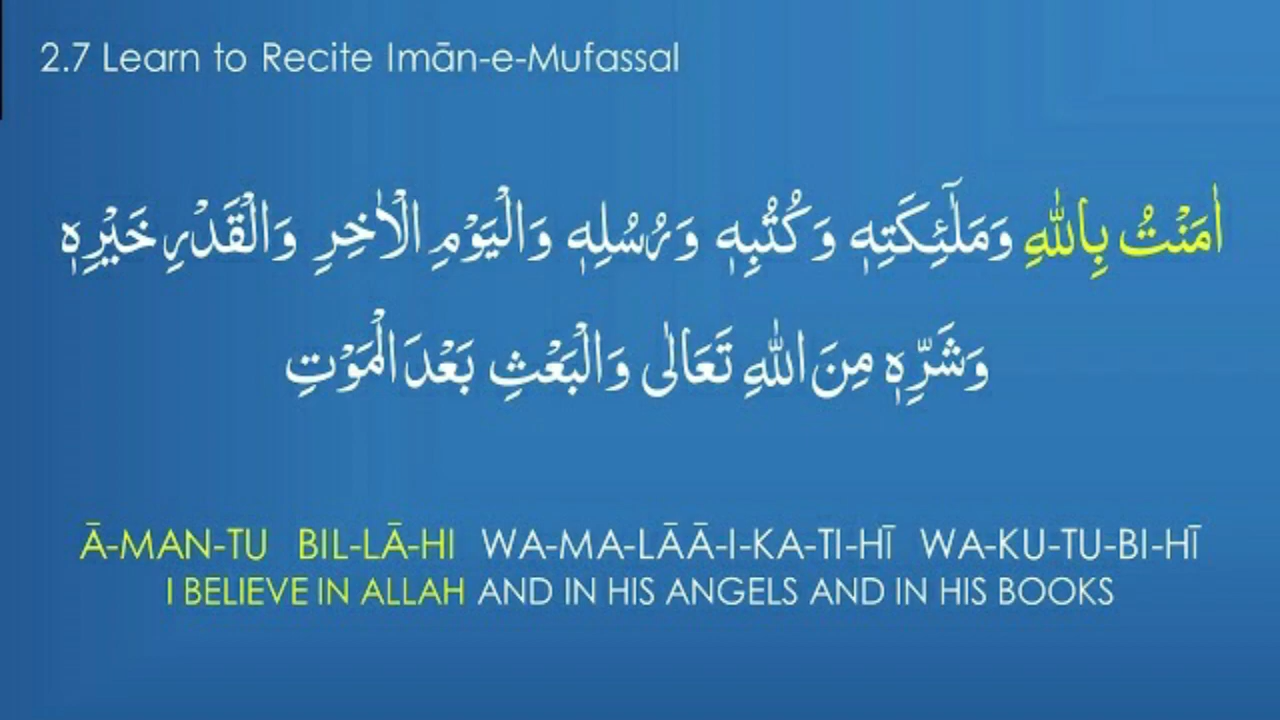 2.7 Learn to Recite Imān-e-Mufassal
اٰمَنْتُ بِاللّٰهِ وَمَلٰٓئِكَتِهٖ وَكُتُبِهٖ وَرُسُلِهٖ وَالْيَوْمِ الْاٰخِرِ وَالْقَدْرِ خَيْرِهٖ
وَشَرِّهٖ مِنَ اللّٰهِ تَعَالٰى وَالْبَعْثِ بَعْدَ الْمَوْتِ
Ā-MAN-TU BIL-LĀ-HI WA-MA-LĀĀ-I-KA-TI-HĪ WA-KU-TU-BI-HĪ
I BELIEVE IN ALLAH AND IN HIS ANGELS AND IN HIS BOOKS